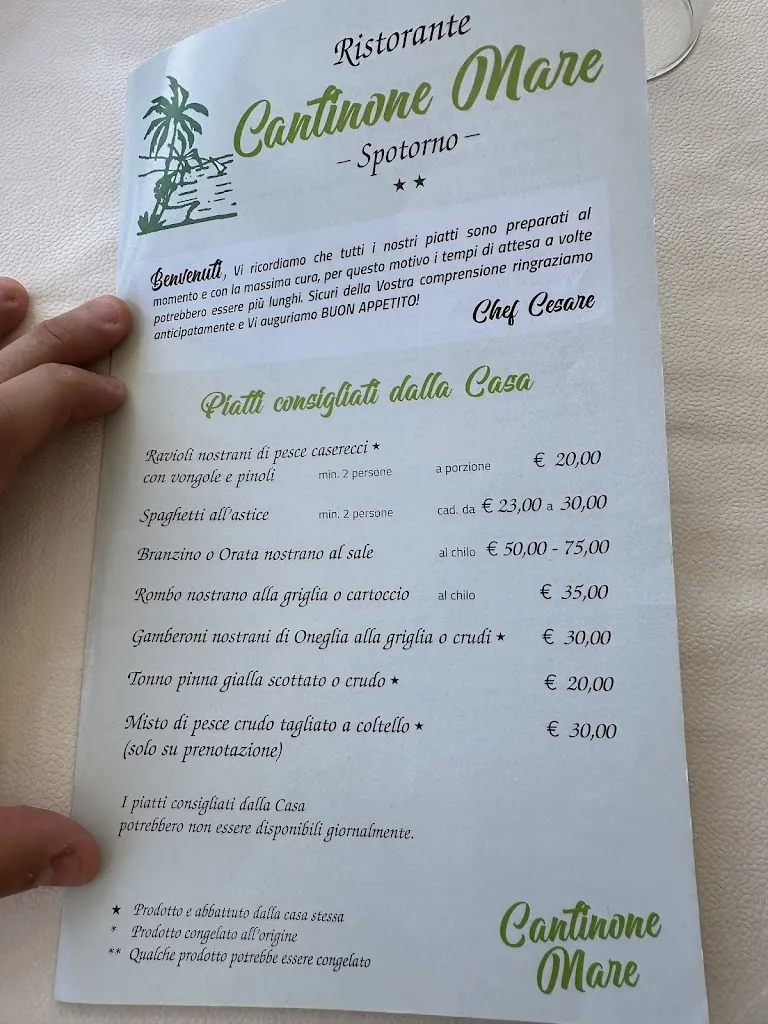 Ristorante
Cantinone Mare
– Spotorno –
★ ★
Benvenuti, Vi ricordiamo che tutti i nostri piatti sono preparati al
momento e con la massima cura, per questo motivo i tempi di attesa a volte
potrebbero essere più lunghi. Sicuri della Vostra comprensione ringraziamo
anticipatamente e Vi auguriamo BUON APPETITO!
Chef Cesare
Piatti consigliati dalla Casa
Ravioli nostrani di pesce caserecci ★
con vongole e pinoli min. 2 persone a porzione € 20,00
Spaghetti all'astice min. 2 persone cad. da € 23,00 a 30,00
Branzino o Orata nostrano al sale al chilo € 50,00 - 75,00
Rombo nostrano alla griglia o cartoccio al chilo € 35,00
Gamberoni nostrani di Oneglia alla griglia o crudi ★ € 30,00
Tonno pinna gialla scottato o crudo ★ € 20,00
Misto di pesce crudo tagliato a coltello ★ € 30,00
(solo su prenotazione)
I piatti consigliati dalla Casa
potrebbero non essere disponibili giornalmente.
★ Prodotto e abbattuto dalla casa stessa
* Prodotto congelato all'origine
** Qualche prodotto potrebbe essere congelato
Cantinone
Mare